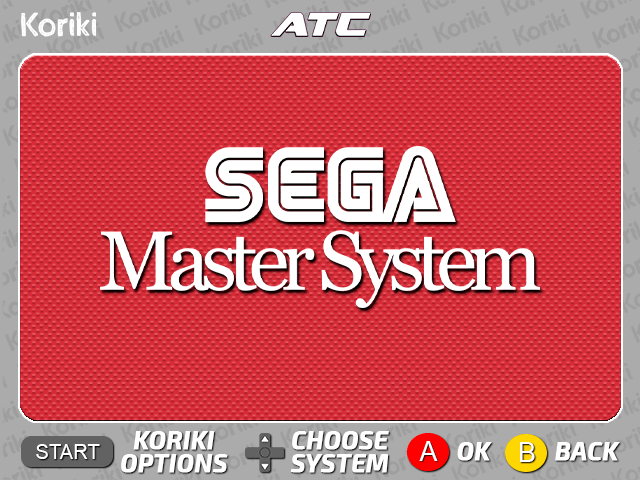 Koriki
ATC
SEGA
Master System
START
KORIKI
OPTIONS
CHOOSE
SYSTEM
A OK
B BACK